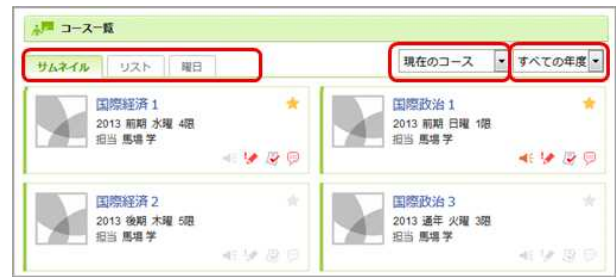 コース一覧
サムネイル リスト 曜日 現在のコース すべての年度
国際経済1
2013 前期 水曜 4限
担当 馬場 学
国際政治1
2013 前期 日曜 1限
担当 馬場 学
国際経済2
2013 後期 木曜 5限
担当 馬場 学
国際政治3
2013 通年 火曜 3限
担当 馬場 学